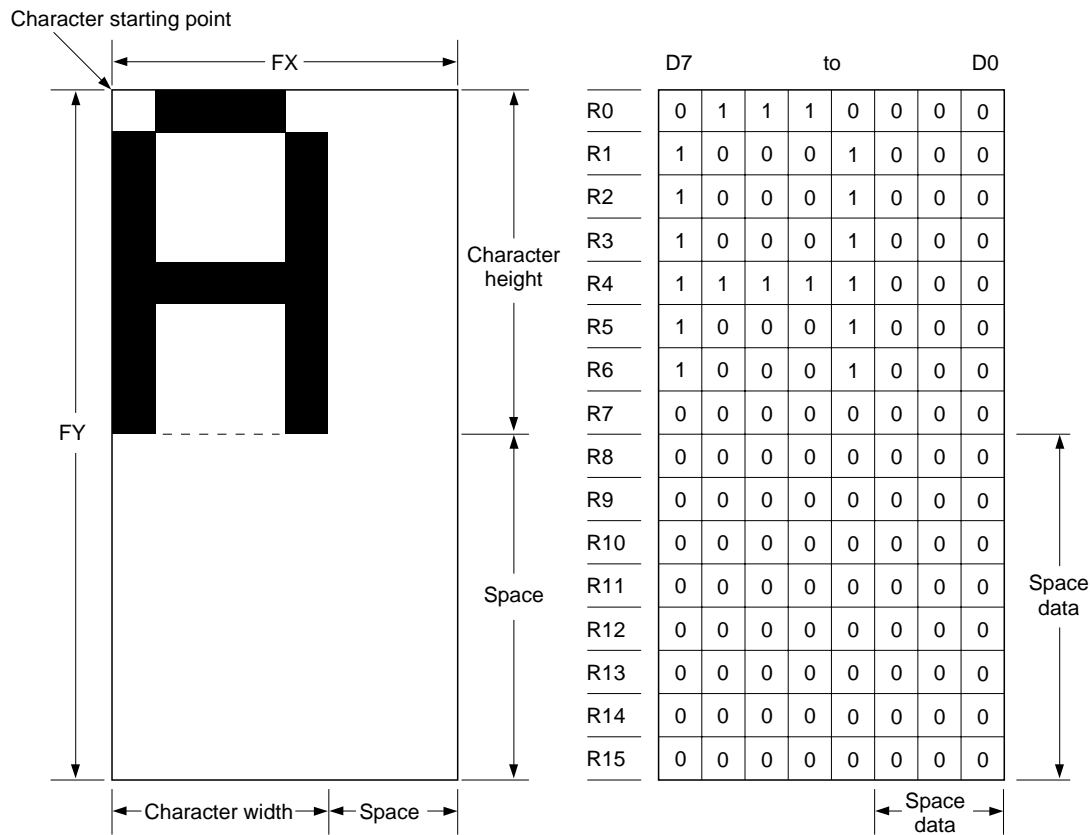 Character starting point
FX
D7 to D0
R0 0 1 1 1 0 0 0 0
R1 1 0 0 0 1 0 0 0
R2 1 0 0 0 1 0 0 0
R3 1 0 0 0 1 0 0 0
Character
height
R4 1 1 1 1 1 0 0 0
R5 1 0 0 0 1 0 0 0
R6 1 0 0 0 1 0 0 0
R7 0 0 0 0 0 0 0 0
FY
R8 0 0 0 0 0 0 0 0
R9 0 0 0 0 0 0 0 0
R10 0 0 0 0 0 0 0 0
R11 0 0 0 0 0 0 0 0
Space
Space
data
R12 0 0 0 0 0 0 0 0
R13 0 0 0 0 0 0 0 0
R14 0 0 0 0 0 0 0 0
R15 0 0 0 0 0 0 0 0
Character width
Space
Space
data